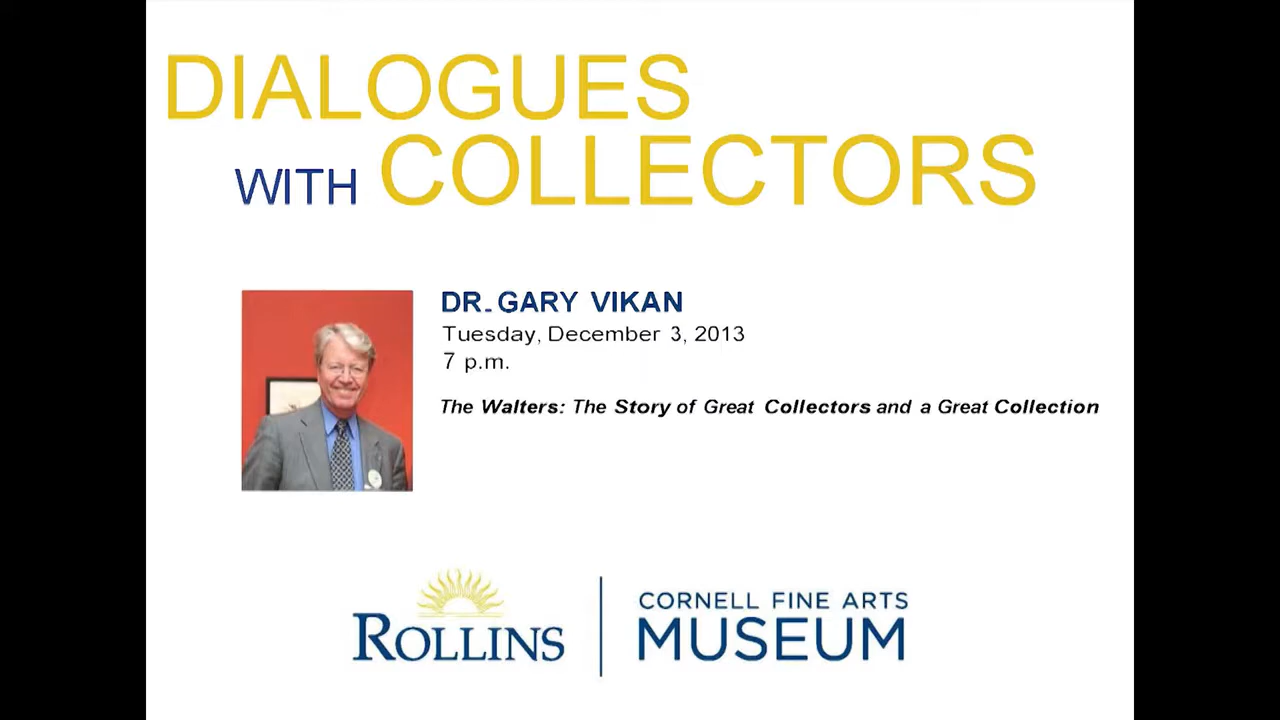 DIALOGUES
WITH COLLECTORS
DR. GARY VIKAN
Tuesday, December 3, 2013
7 p.m.
The Walters: The Story of Great Collectors and a Great Collection
ROLLINS
CORNELL FINE ARTS
MUSEUM